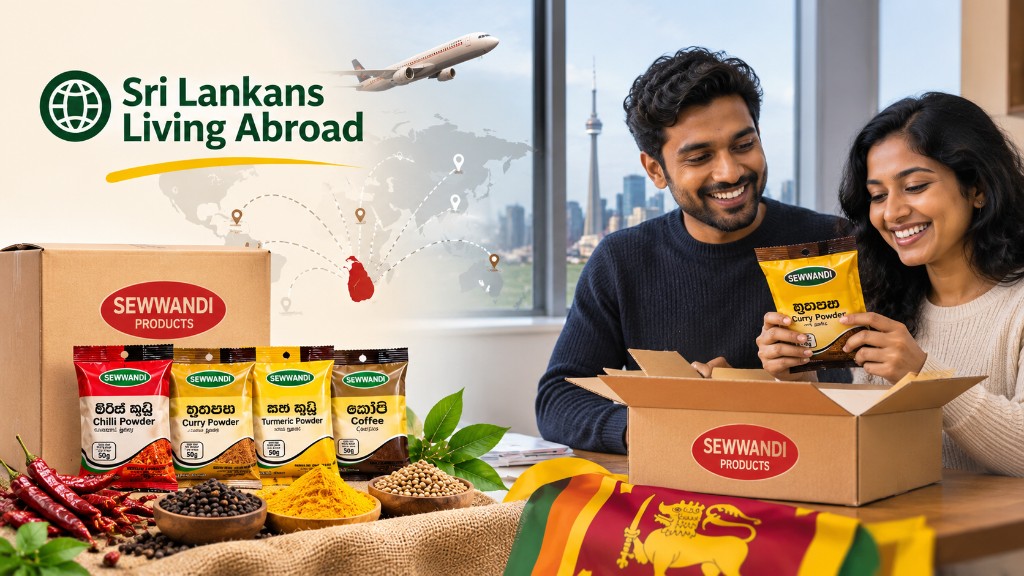 Sri Lankans
Living Abroad
SEWWANDI
PRODUCTS
SEWWANDI
මිරිස් කුඩු
Chilli Powder
50g
SEWWANDI
Curry Powder
50g
SEWWANDI
කුඩු
Turmeric Powder
50g
SEWWANDI
කෝපි
Coffee
50g
SEWWANDI
Curry Powder
SEWWANDI
PRODUCTS